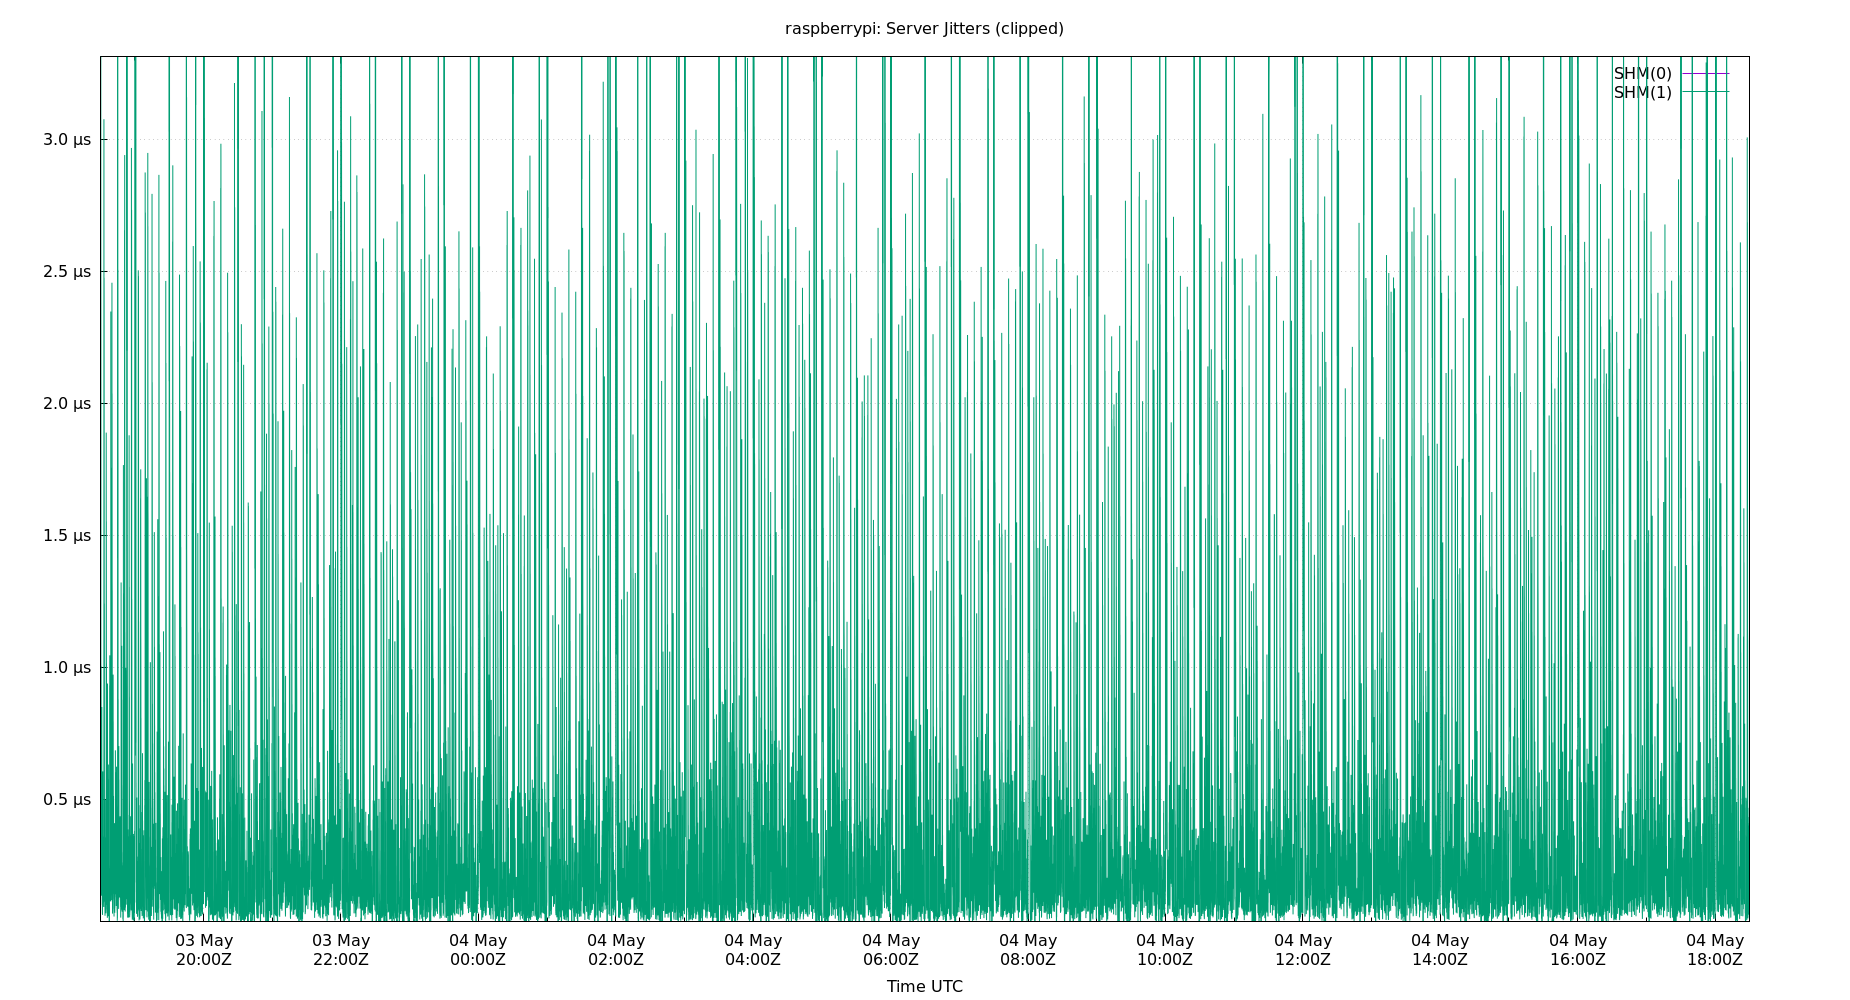 raspberrypi: Server Jitters (clipped)
SHM(0)
SHM(1)
3.0 µs
2.5 µs
2.0 µs
1.5 µs
1.0 µs
0.5 µs
03 May 03 May 04 May 04 May 04 May 04 May 04 May 04 May 04 May 04 May 04 May 04 May
20:00Z 22:00Z 00:00Z 02:00Z 04:00Z 06:00Z 08:00Z 10:00Z 12:00Z 14:00Z 16:00Z 18:00Z
Time UTC